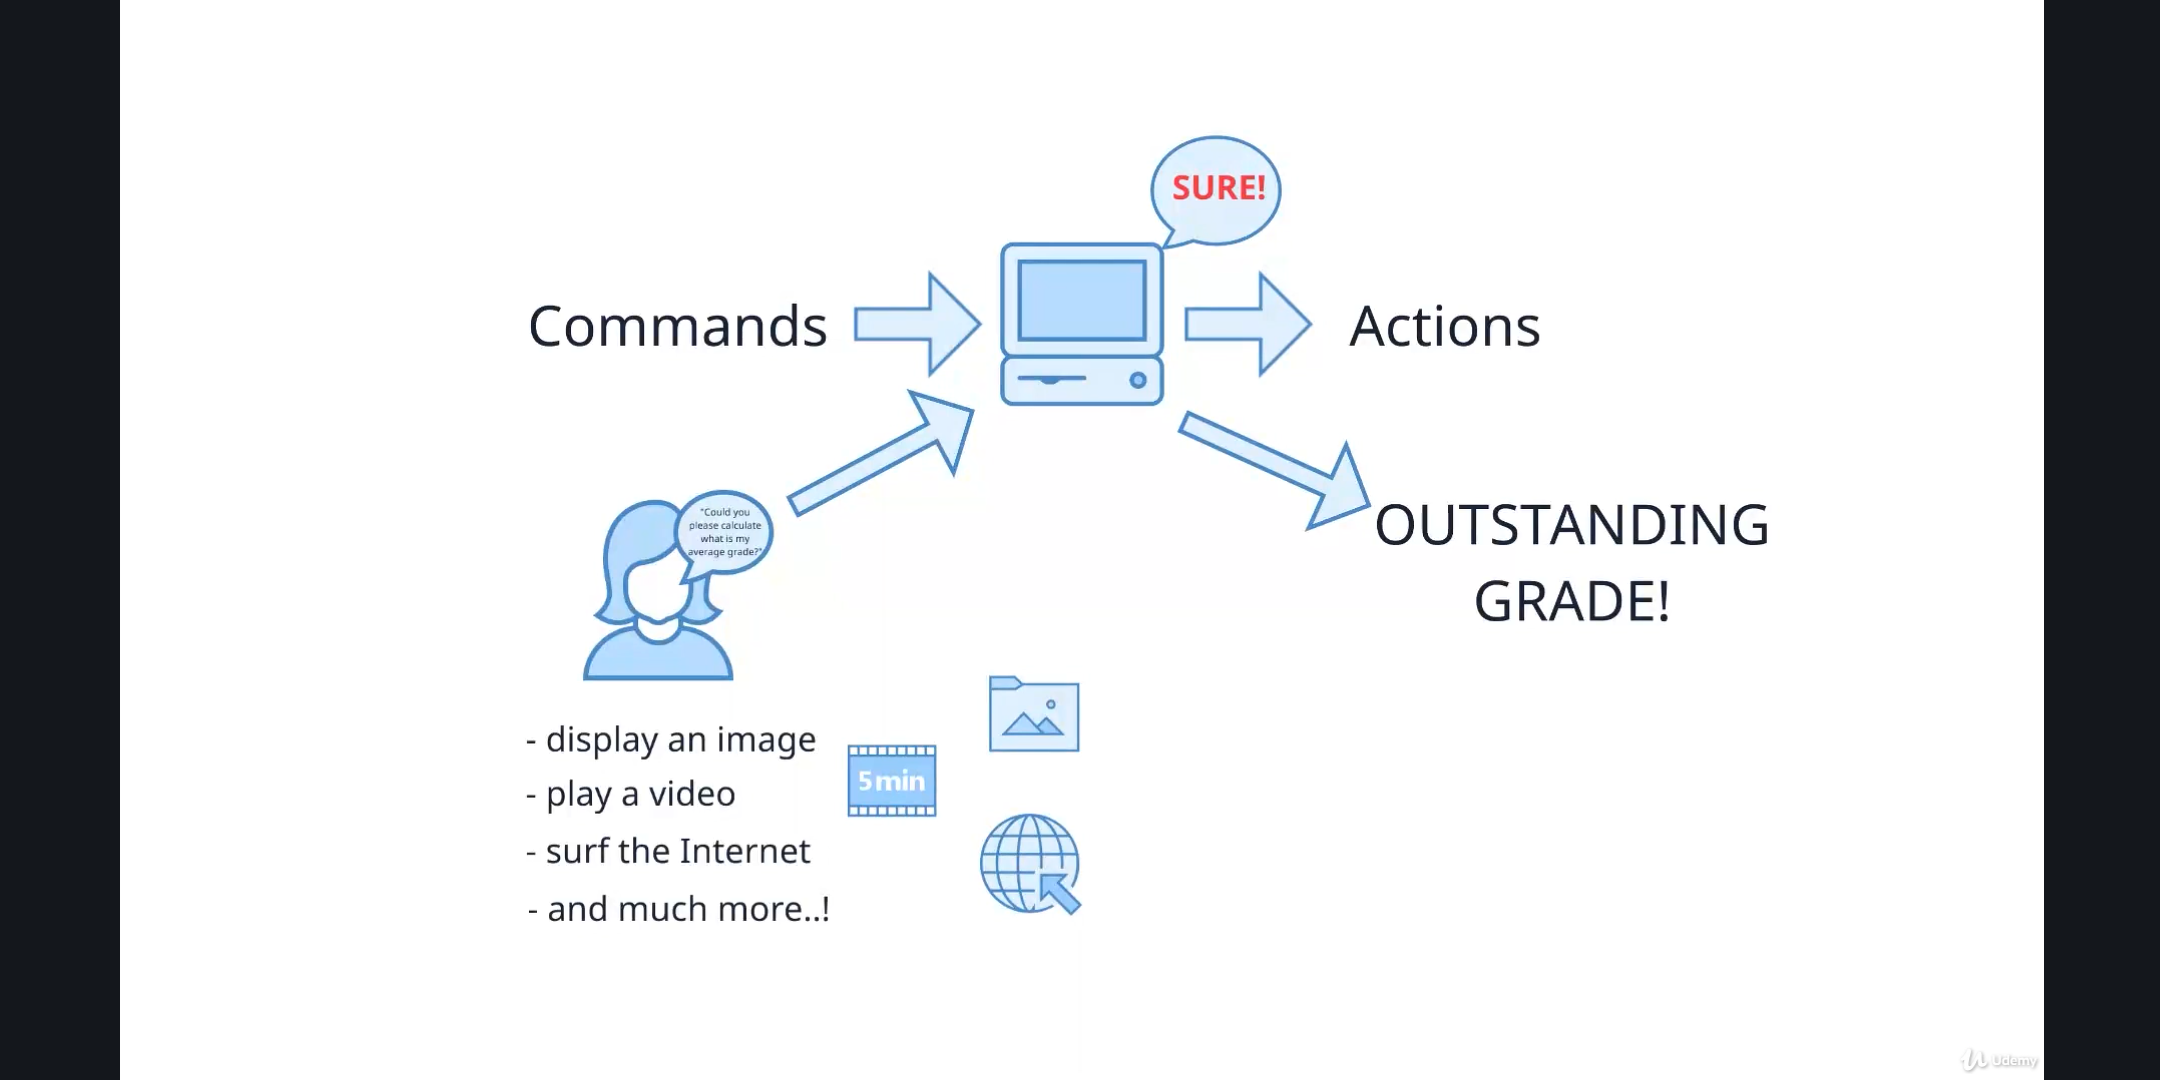 SURE!
Commands
Actions
"Could you
please calculate
what is my
average grade?"
OUTSTANDING
GRADE!
- display an image
- play a video
5min
- surf the Internet
- and much more..!
Udemy